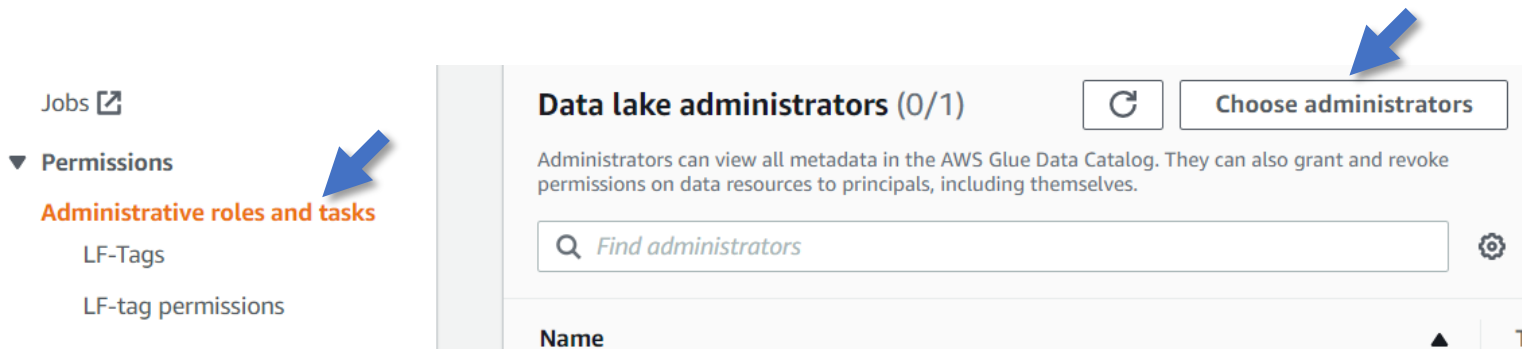 Jobs
Permissions
Administrative roles and tasks
LF-Tags
LF-tag permissions
Data lake administrators (0/1)
Choose administrators
Administrators can view all metadata in the AWS Glue Data Catalog. They can also grant and revoke
permissions on data resources to principals, including themselves.
Find administrators
Name